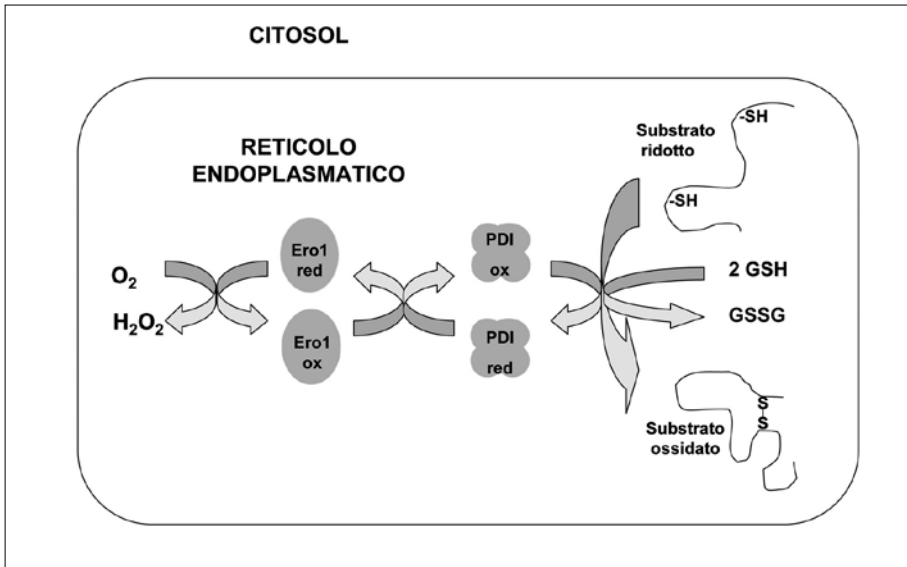 CITOSOL
RETICOLO
ENDOPLASMATICO
Substrato
ridotto
-SH
-SH
Ero1
red
PDI
ox
O2
2 GSH
H2O2
GSSG
Ero1
ox
PDI
red
Substrato
ossidato
S
S